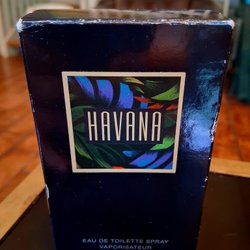 HAVANA
EAU DE TOILETTE SPRAY
VAPORISATEUR